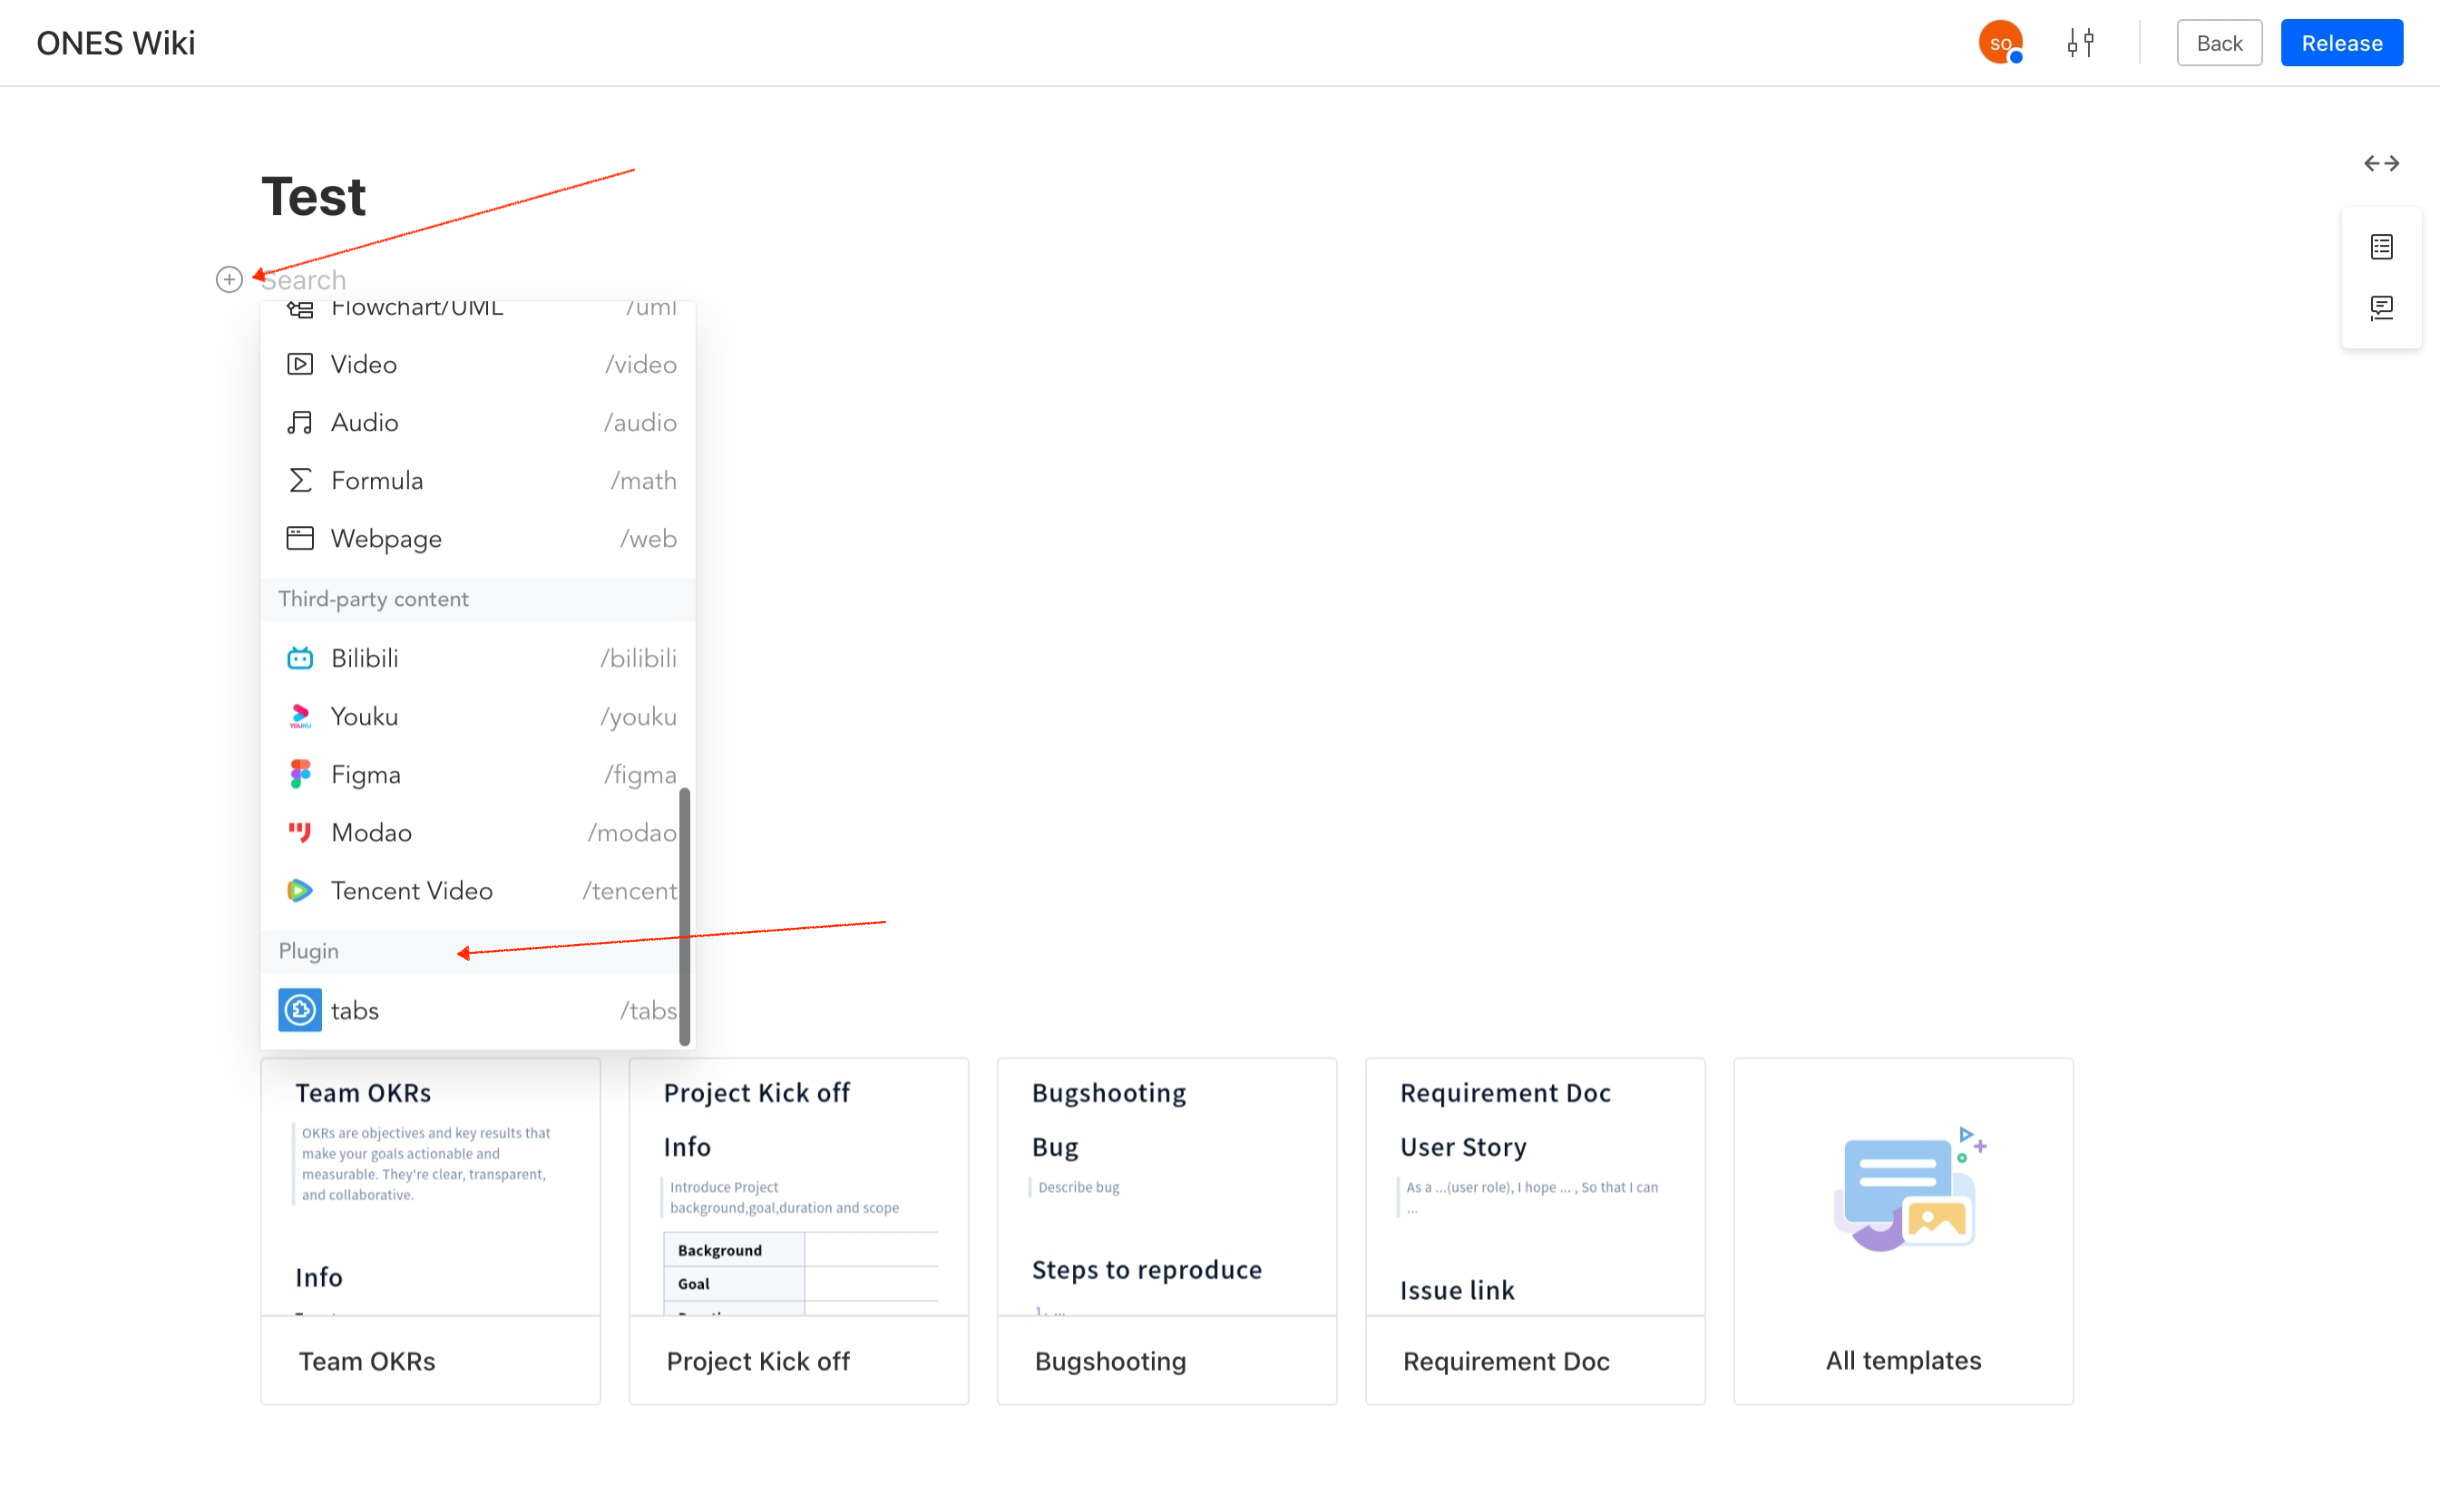 ONES Wiki
so
Back
Release
Test
Search
Flowchart/UML /uml
Video /video
Audio /audio
Formula /math
Webpage /web
Third-party content
Bilibili /bilibili
YOUKU Youku /youku
Figma /figma
Modao /modao
Tencent Video /tencent
Plugin
tabs /tabs
Team OKRs
OKRs are objectives and key results that
make your goals actionable and
measurable. They're clear, transparent,
and collaborative.
Info
Team OKRs
Project Kick off
Info
Introduce Project
background,goal,duration and scope
Background
Goal
Project Kick off
Bugshooting
Bug
Describe bug
Steps to reproduce
1. ...
Bugshooting
Requirement Doc
User Story
As a ...(user role), I hope ... , So that I can
...
Issue link
Requirement Doc
All templates